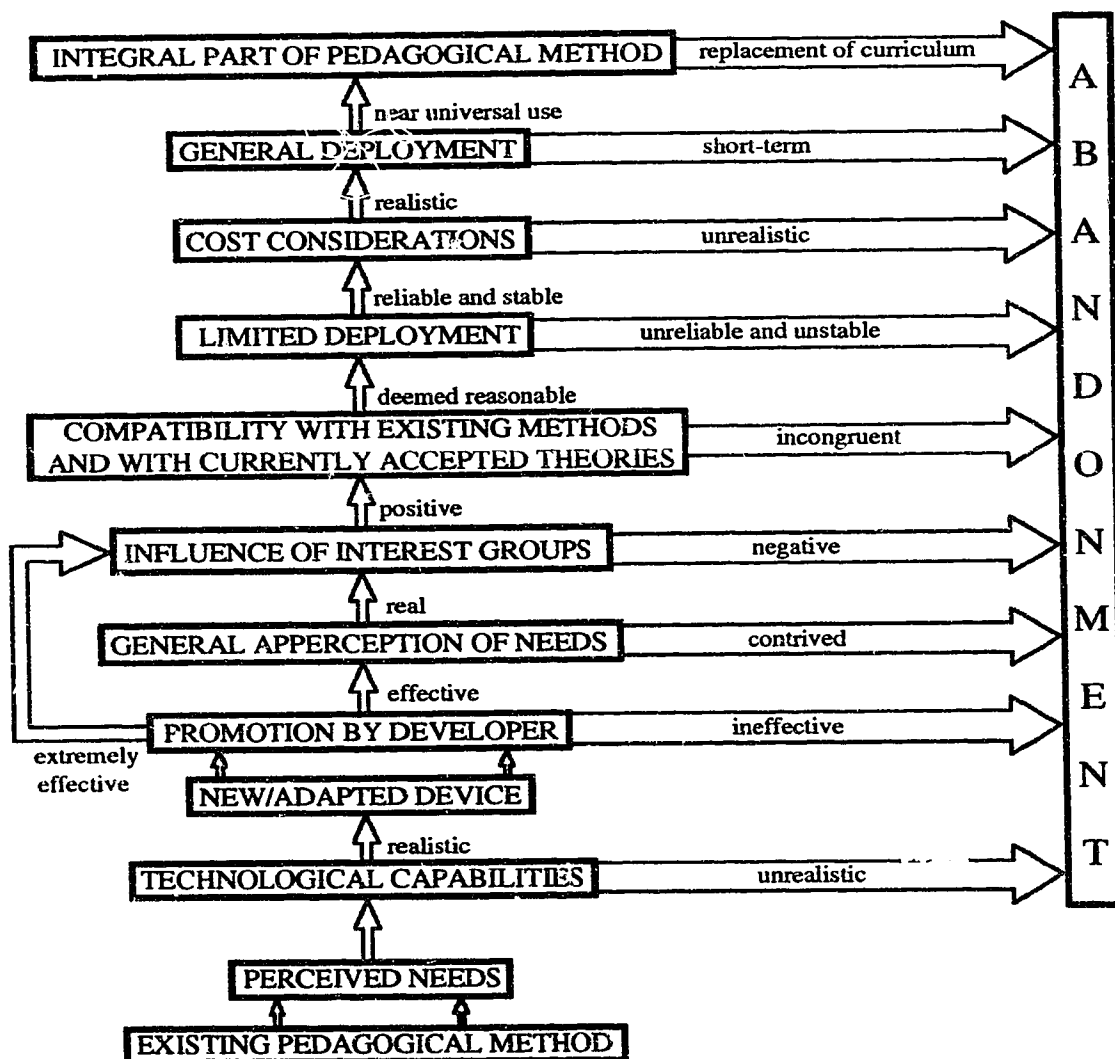 INTEGRAL PART OF PEDAGOGICAL METHOD
replacement of curriculum
near universal use
GENERAL DEPLOYMENT
short-term
realistic
COST CONSIDERATIONS
unrealistic
reliable and stable
LIMITED DEPLOYMENT
unreliable and unstable
deemed reasonable
COMPATIBILITY WITH EXISTING METHODS
AND WITH CURRENTLY ACCEPTED THEORIES
incongruent
positive
INFLUENCE OF INTEREST GROUPS
negative
real
GENERAL APPERCEPTION OF NEEDS
contrived
effective
PROMOTION BY DEVELOPER
ineffective
extremely
effective
NEW/ADAPTED DEVICE
realistic
TECHNOLOGICAL CAPABILITIES
unrealistic
PERCEIVED NEEDS
EXISTING PEDAGOGICAL METHOD
ABANDONMENT